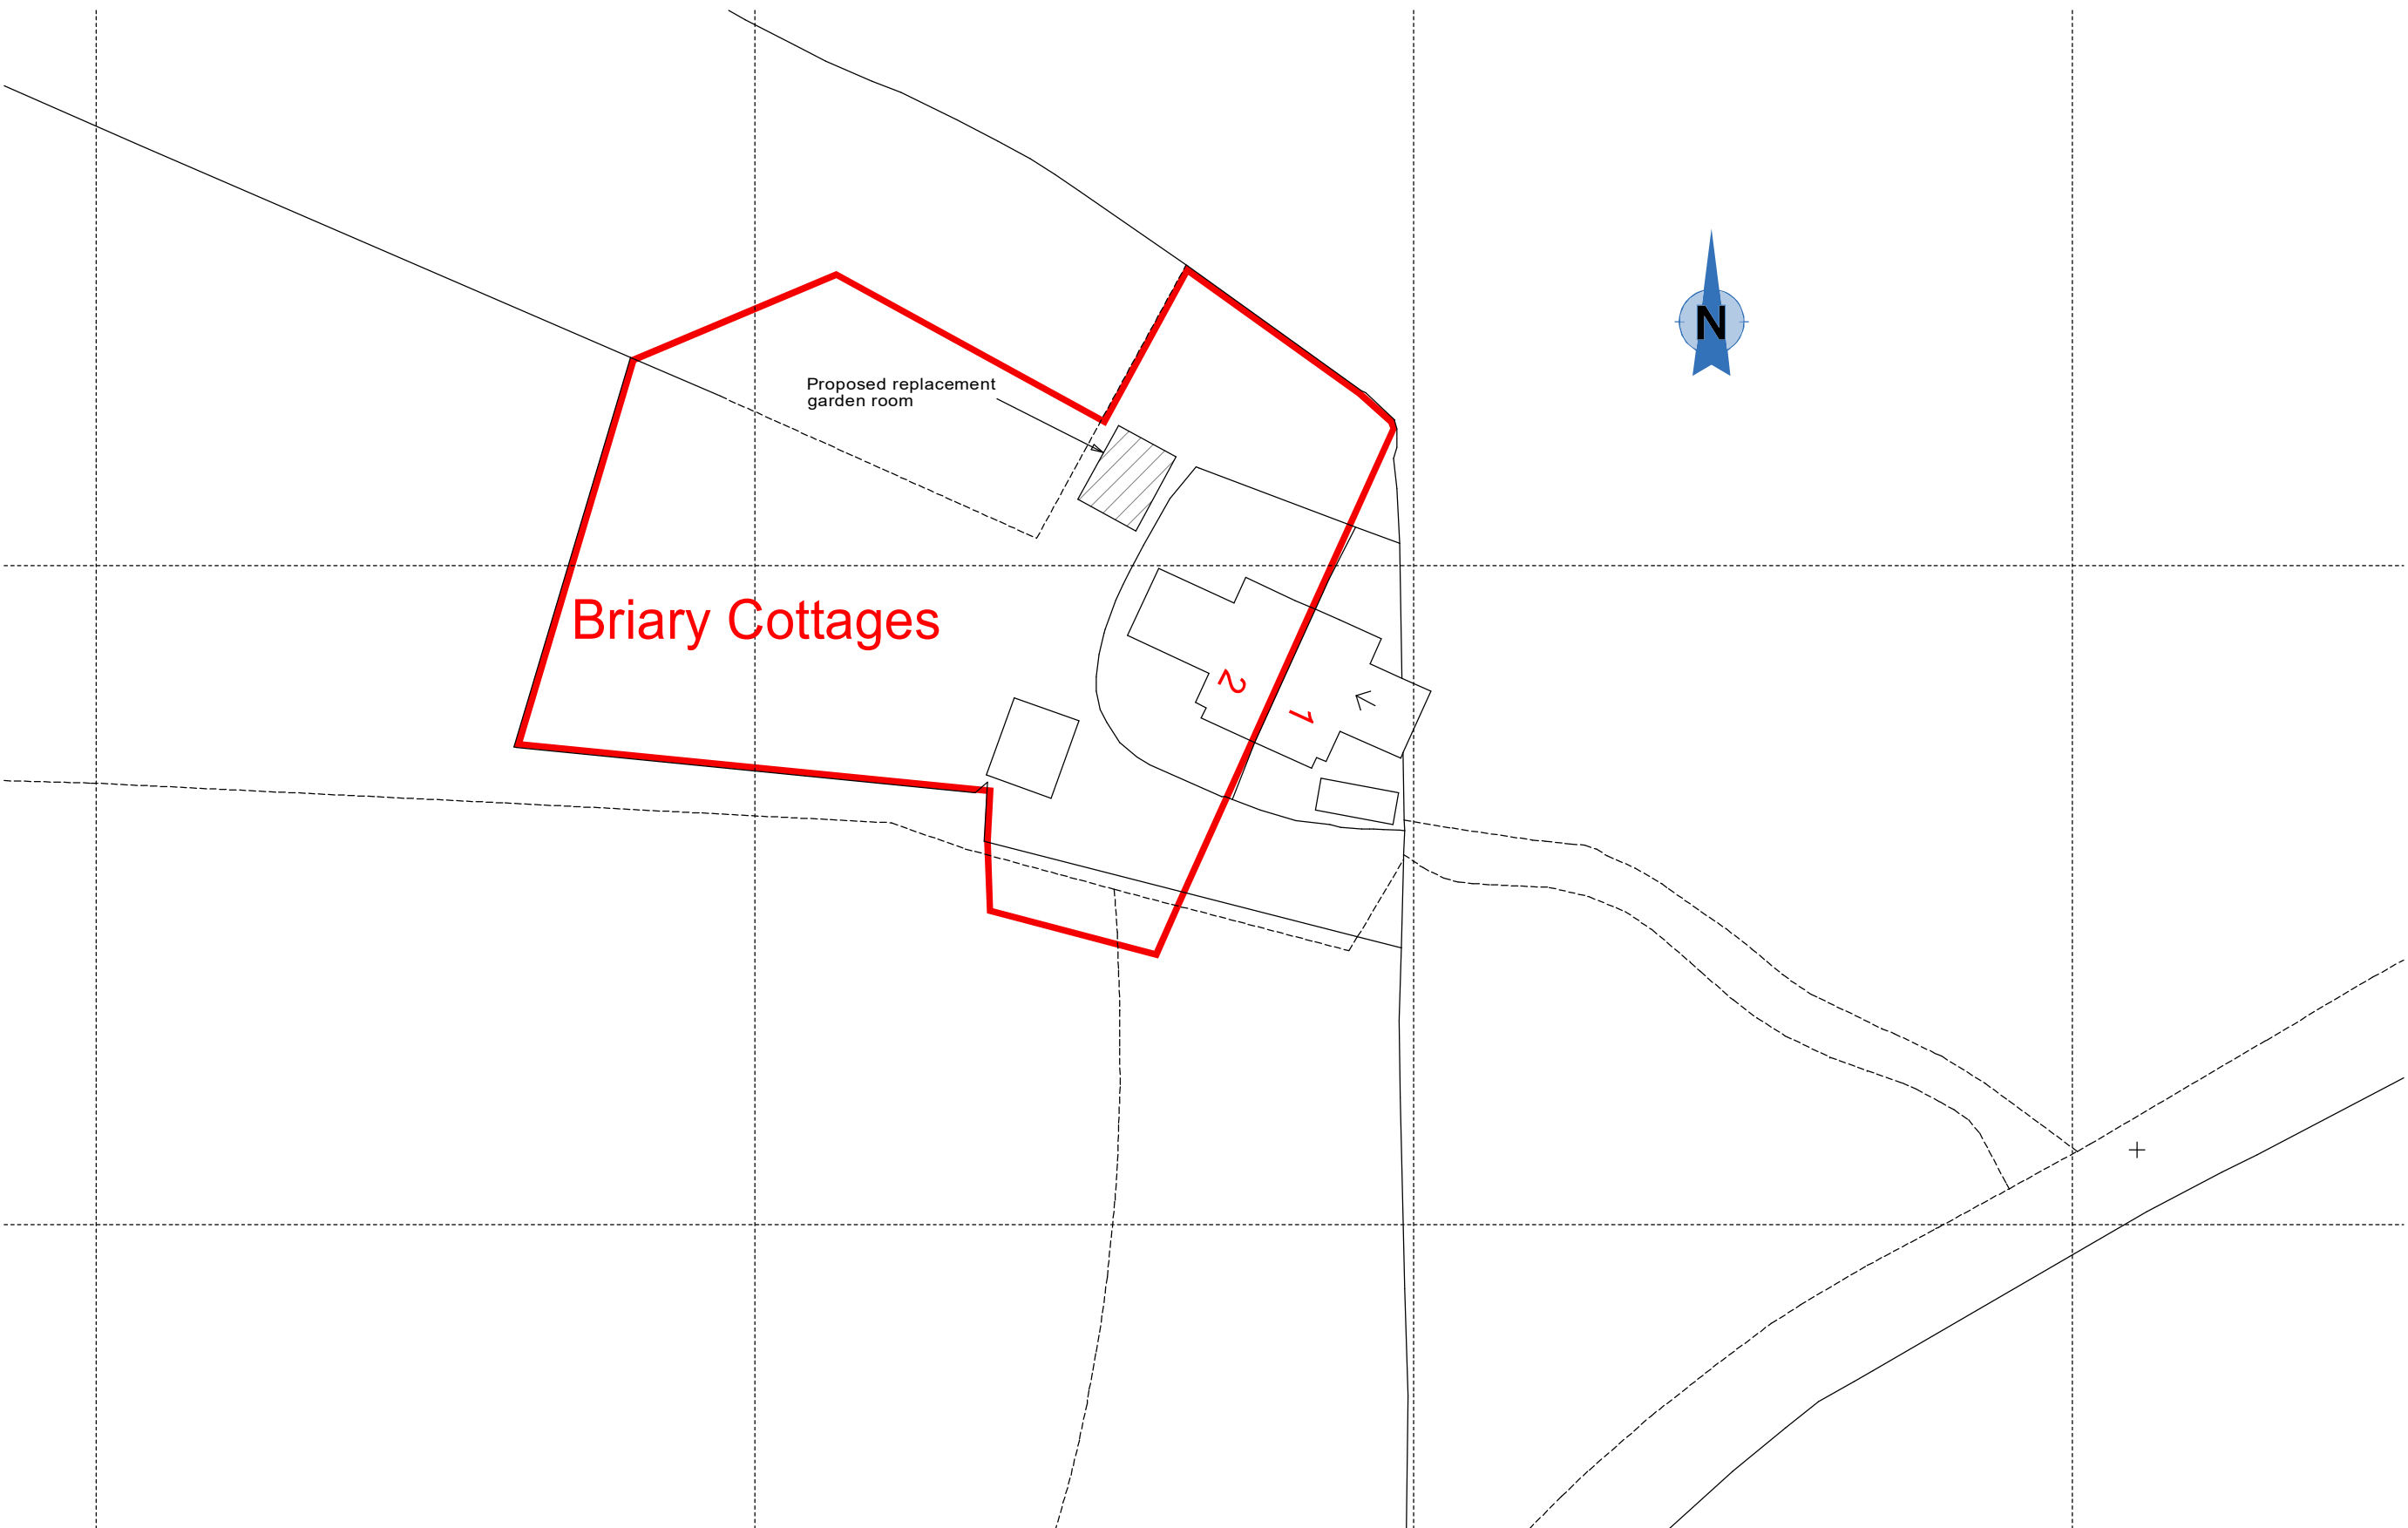 N
Proposed replacement
garden room
Briary Cottages
2
1